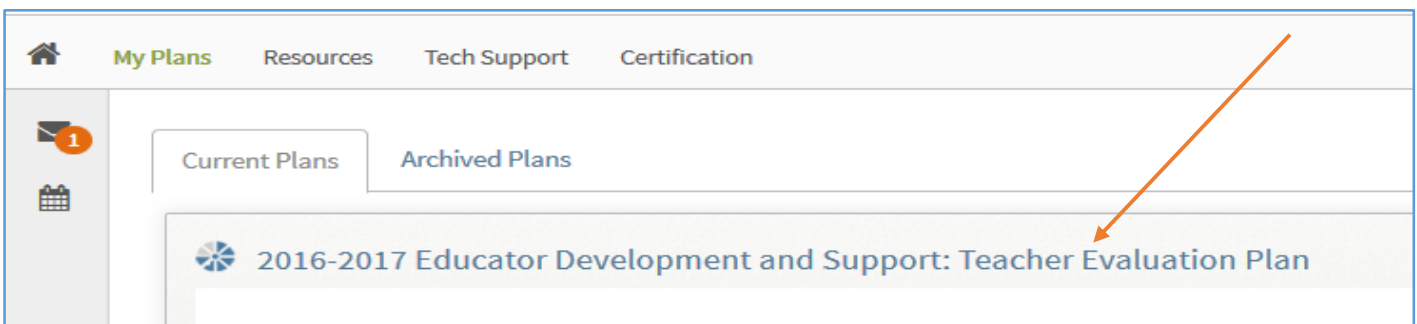 My Plans Resources Tech Support Certification
1
Current Plans Archived Plans
2016-2017 Educator Development and Support: Teacher Evaluation Plan